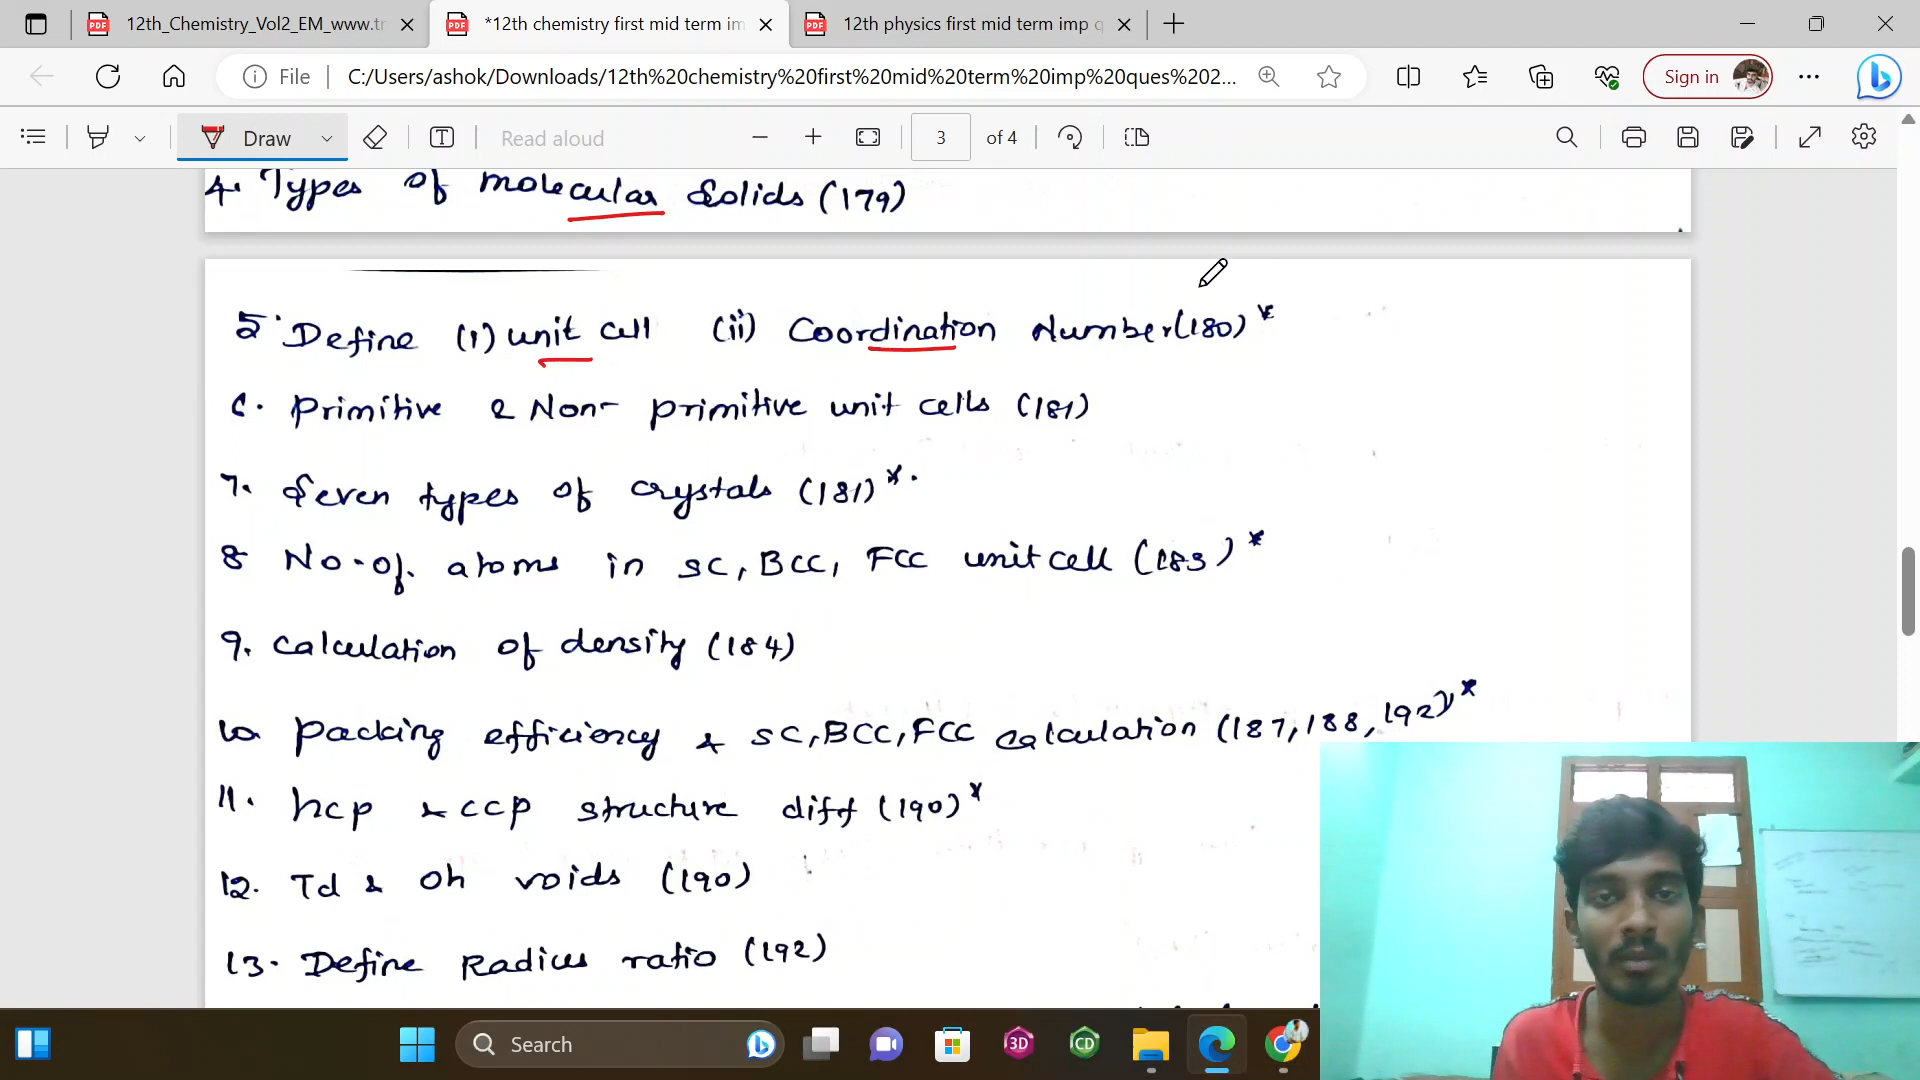 12th_Chemistry_Vol2_EM_www.tr
*12th chemistry first mid term im
12th physics first mid term imp q
File
C:/Users/ashok/Downloads/12th%20chemistry%20first%20mid%20term%20imp%20ques%202...
Sign in
Draw
Read aloud
3 of 4
4. Types of molecular Solids (179)
5. Define (i) unit cell (ii) Coordination Number (180)*
6. Primitive & Non-primitive unit cells (181)
7. Seven types of crystals (181)*.
8 No. of. atoms in SC, BCC, FCC unit cell (183)*
9. Calculation of density (184)
10 Packing efficiency & SC, BCC, FCC calculation (187, 188, 192)*
11. hcp & ccp structure diff (190)*
12. Td & Oh voids (190)
13. Define Radius ratio (192)
Search
3D
CD